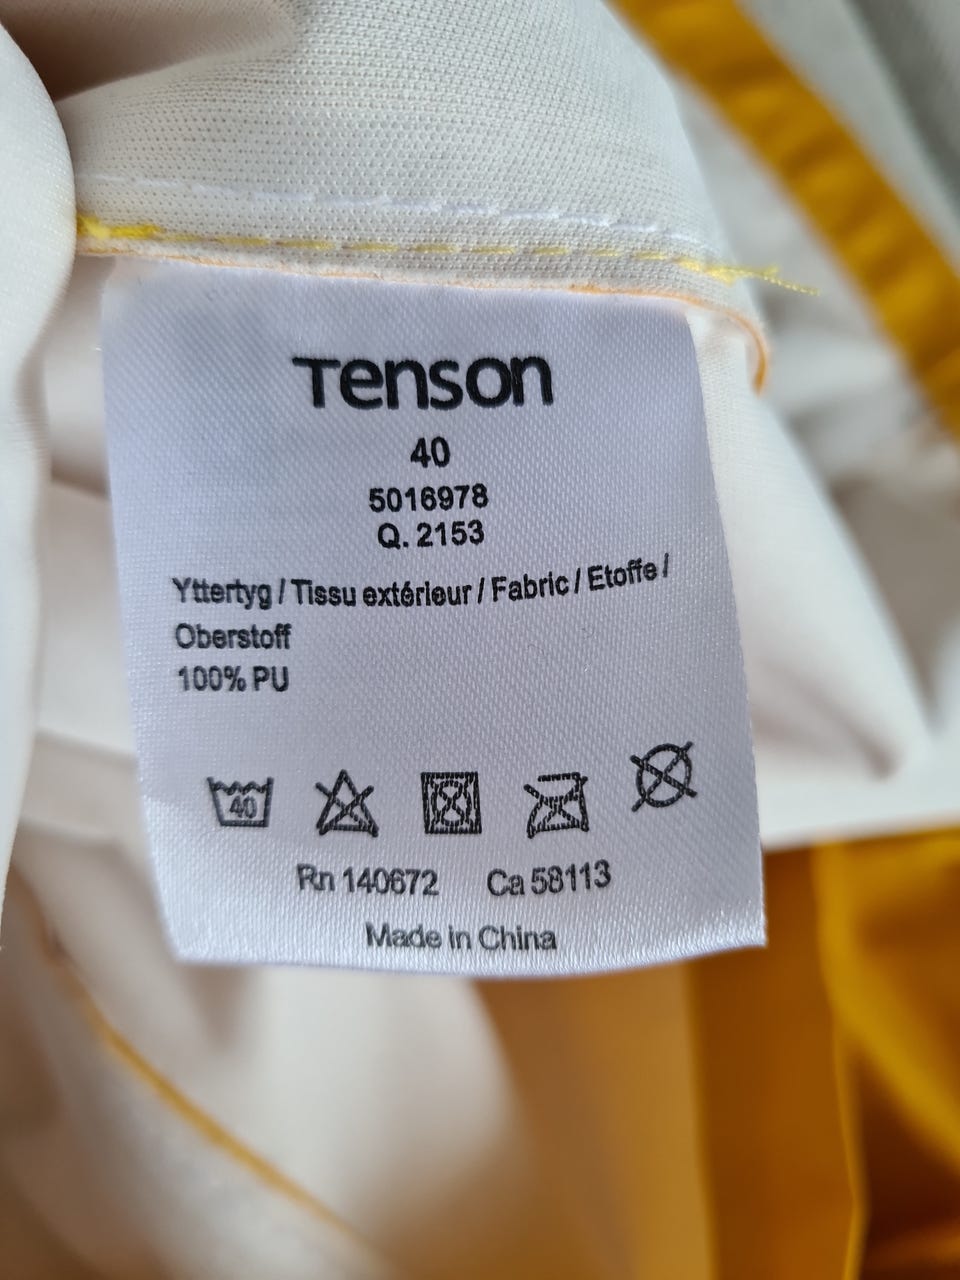 Tenson
40
5016978
Q. 2153
Yttertyg / Tissu extérieur / Fabric / Etoffe /
Oberstoff
100% PU
40
Rn 140672 Ca 58113
Made in China